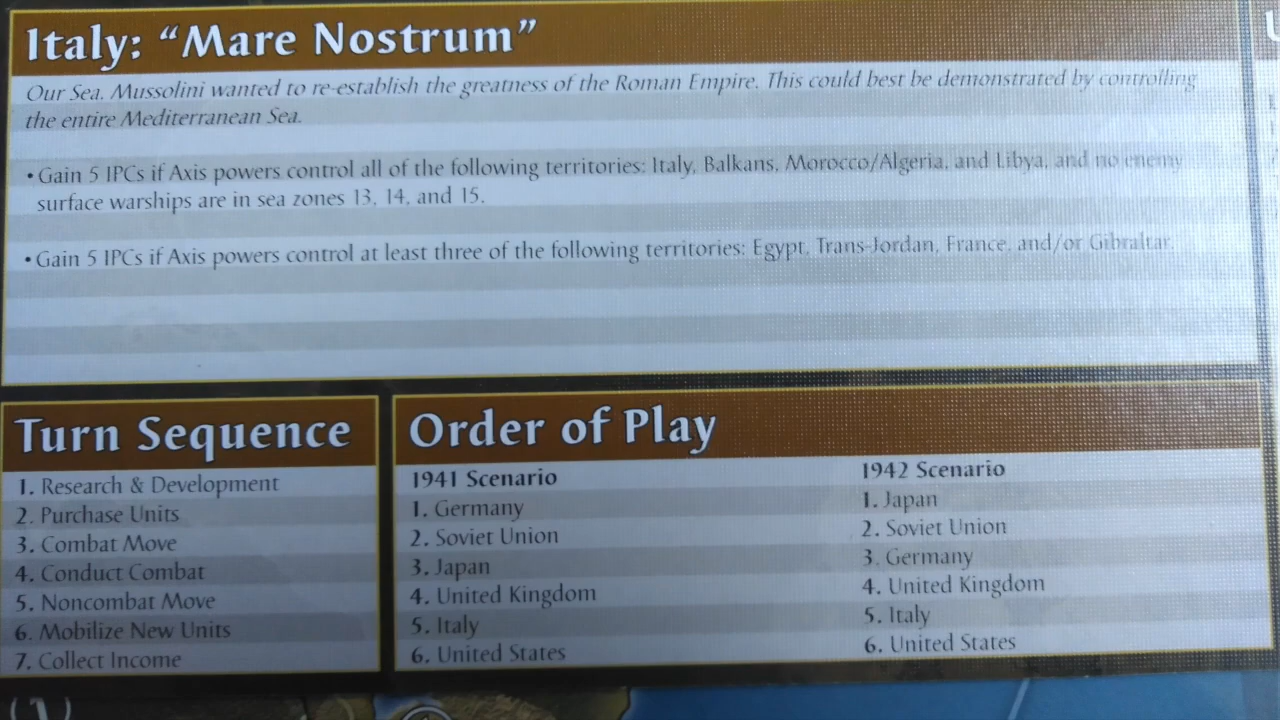 Italy: “Mare Nostrum”
Our Sea. Mussolini wanted to re-establish the greatness of the Roman Empire. This could best be demonstrated by controlling
the entire Mediterranean Sea.
• Gain 5 IPCs if Axis powers control all of the following territories: Italy, Balkans, Morocco/Algeria, and Libya, and no enemy
surface warships are in sea zones 13, 14, and 15.
• Gain 5 IPCs if Axis powers control at least three of the following territories: Egypt, Trans-Jordan, France, and/or Gibraltar.
Turn Sequence
1. Research & Development
2. Purchase Units
3. Combat Move
4. Conduct Combat
5. Noncombat Move
6. Mobilize New Units
7. Collect Income
Order of Play
1941 Scenario
1. Germany
2. Soviet Union
3. Japan
4. United Kingdom
5. Italy
6. United States
1942 Scenario
1. Japan
2. Soviet Union
3. Germany
4. United Kingdom
5. Italy
6. United States